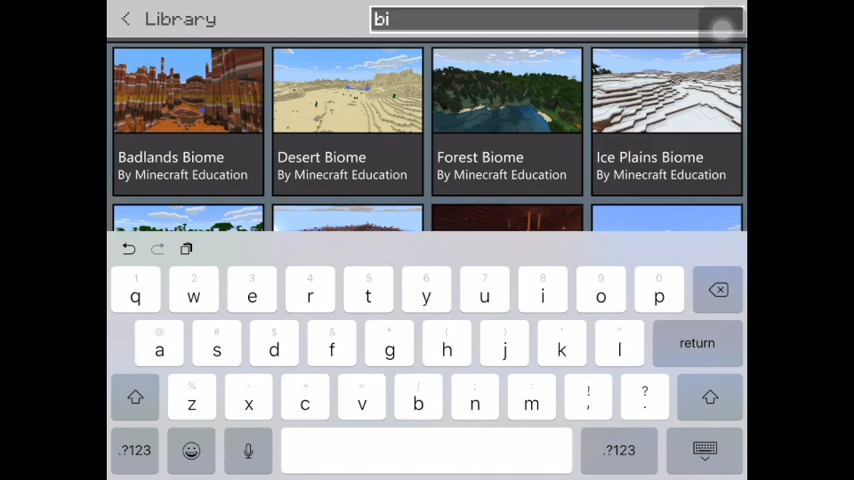 Library
bi
Badlands Biome
By Minecraft Education
Desert Biome
By Minecraft Education
Forest Biome
By Minecraft Education
Ice Plains Biome
By Minecraft Education
1 2 3 4 5 6 7 8 9 0
q w e r t y u i o p
@ # $ & * ( ) ' "
a s d f g h j k l return
% - + = / ; : ! ?
z x c v b n m , .
.?123 .?123